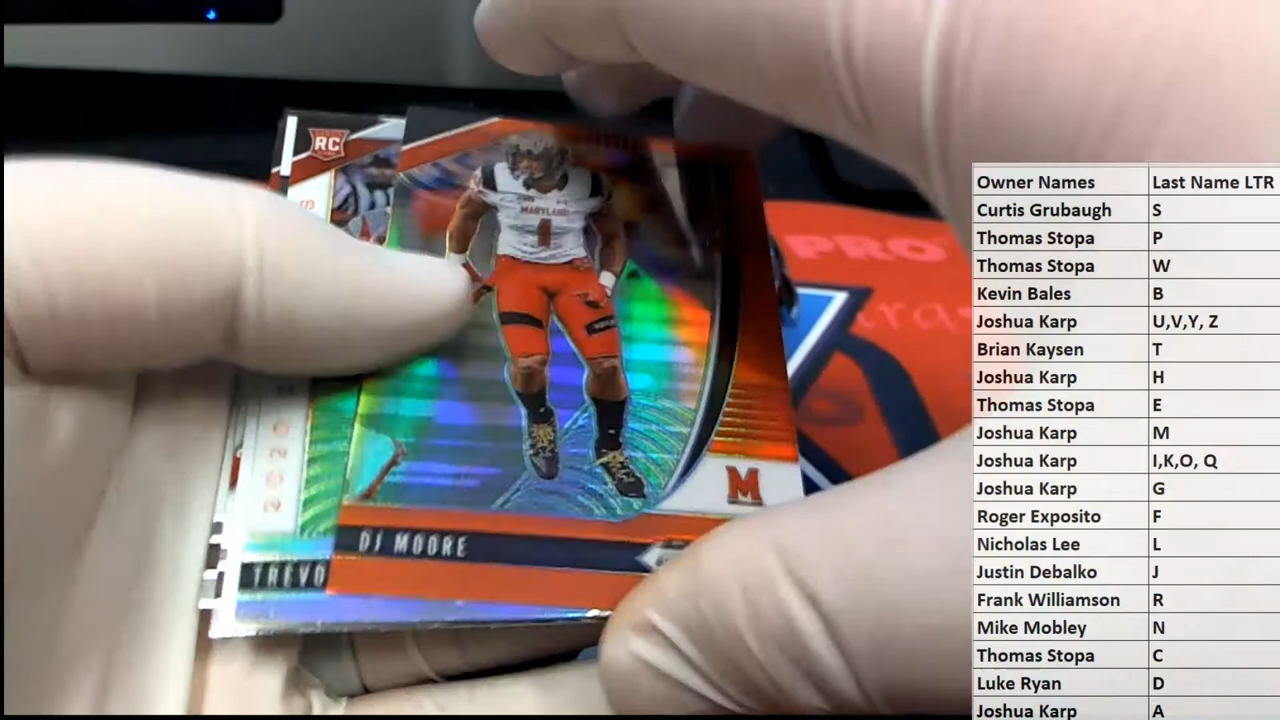 RC
MARYLAND
1
PRO
2020
M
DJ MOORE
TREVO
Owner Names Last Name LTR
Curtis Grubaugh S
Thomas Stopa P
Thomas Stopa W
Kevin Bales B
Joshua Karp U,V,Y, Z
Brian Kaysen T
Joshua Karp H
Thomas Stopa E
Joshua Karp M
Joshua Karp I,K,O, Q
Joshua Karp G
Roger Exposito F
Nicholas Lee L
Justin Debalko J
Frank Williamson R
Mike Mobley N
Thomas Stopa C
Luke Ryan D
Joshua Karp A